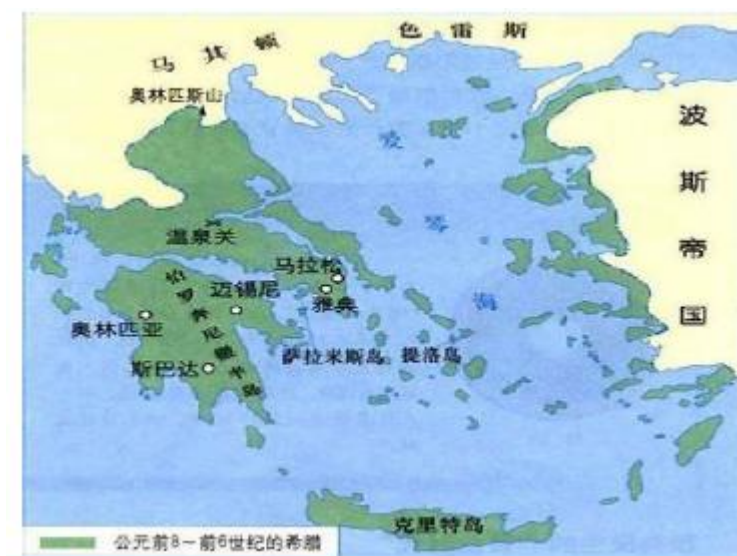 马其顿
色雷斯
奥林匹斯山
波斯帝国
爱琴海
温泉关
马拉松
伯罗奔尼撒半岛
迈锡尼
雅典
奥林匹亚
萨拉米斯岛
提洛岛
斯巴达
克里特岛
公元前8－前6世纪的希腊